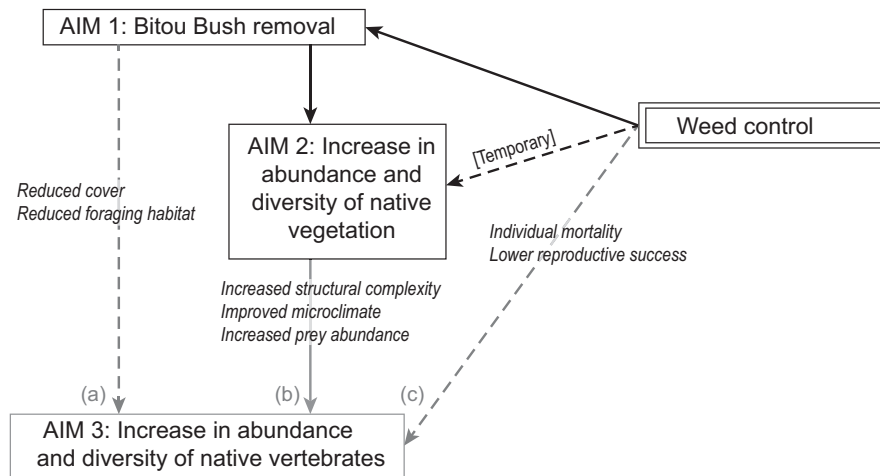 AIM 1: Bitou Bush removal
Weed control
[Temporary]
AIM 2: Increase in
abundance and
diversity of native
vegetation
Reduced cover
Reduced foraging habitat
Individual mortality
Lower reproductive success
Increased structural complexity
Improved microclimate
Increased prey abundance
(a)
(b)
(c)
AIM 3: Increase in abundance
and diversity of native vertebrates